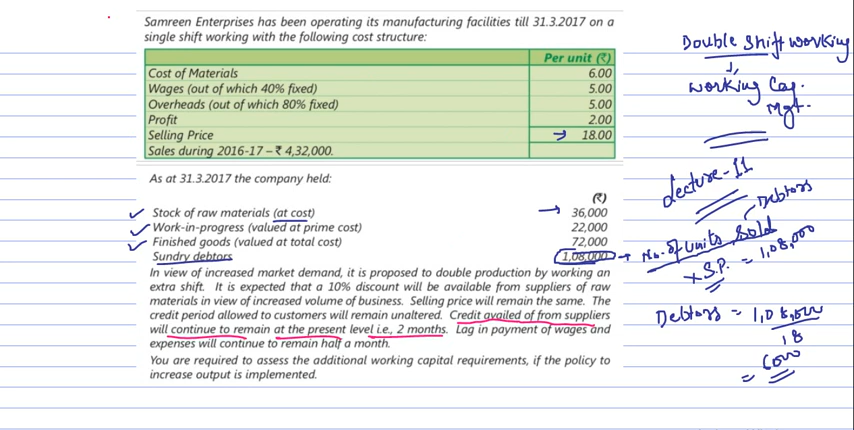 Samreen Enterprises has been operating its manufacturing facilities till 31.3.2017 on a
single shift working with the following cost structure:
Per unit (₹)
Cost of Materials 6.00
Wages (out of which 40% fixed) 5.00
Overheads (out of which 80% fixed) 5.00
Profit 2.00
Selling Price → 18.00
Sales during 2016-17 – ₹ 4,32,000.
As at 31.3.2017 the company held:
(₹)
✓ Stock of raw materials (at cost) → 36,000
✓ Work-in-progress (valued at prime cost) 22,000
✓ Finished goods (valued at total cost) 72,000
Sundry debtors 1,08,000 →
In view of increased market demand, it is proposed to double production by working an
extra shift. It is expected that a 10% discount will be available from suppliers of raw
materials in view of increased volume of business. Selling price will remain the same. The
credit period allowed to customers will remain unaltered. Credit availed of from suppliers
will continue to remain at the present level i.e., 2 months. Lag in payment of wages and
expenses will continue to remain half a month.
You are required to assess the additional working capital requirements, if the policy to
increase output is implemented.
Double Shift working
↓
Working Cap.
Mgt.
Lecture-11
Debtors
No. of units sold
x S.P. = 1,08,000
Debtors = 1,08,000
18
= 6000